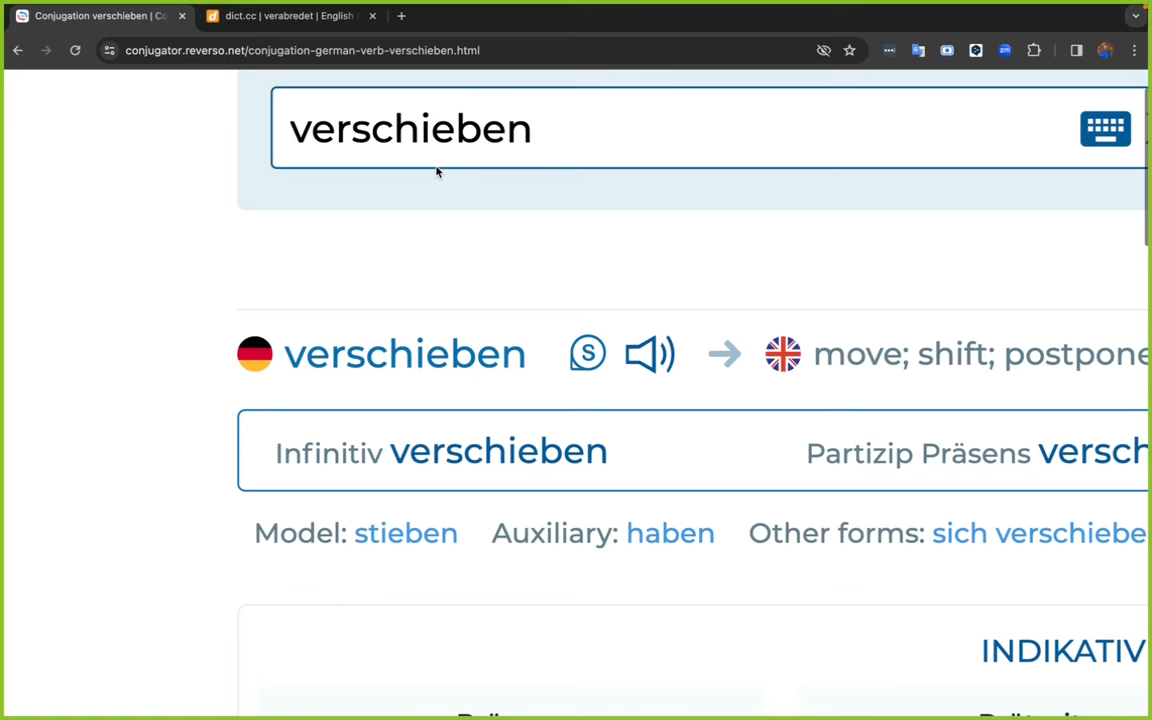 Conjugation verschieben | Co
dict.cc | verabredet | English
conjugator.reverso.net/conjugation-german-verb-verschieben.html
verschieben
verschieben S move; shift; postpone
Infinitiv verschieben Partizip Präsens versch
Model: stieben Auxiliary: haben Other forms: sich verschiebe
INDIKATIV